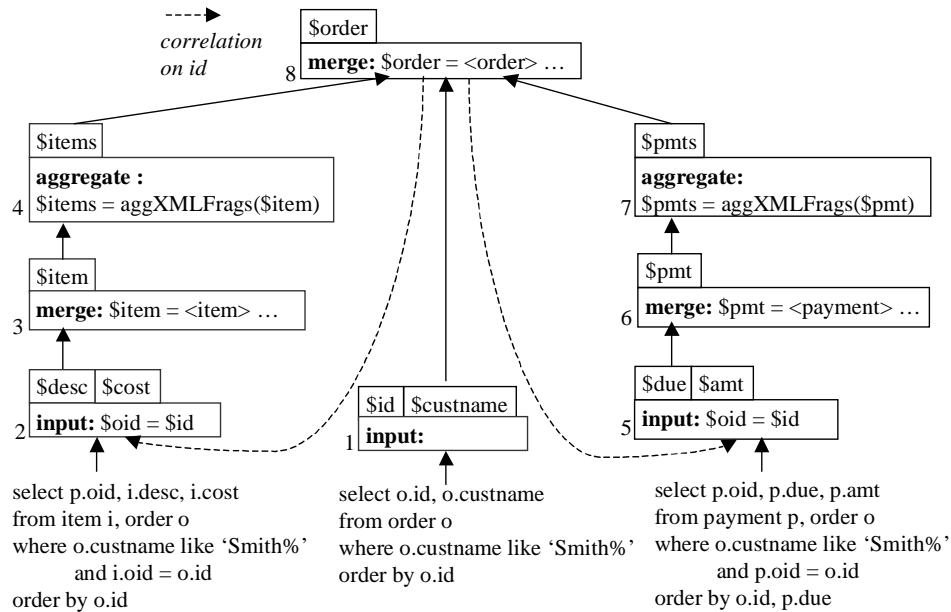 correlation
on id
$order
8
merge: $order = <order> …
$items
aggregate :
4
$items = aggXMLFrags($item)
$pmts
aggregate:
7
$pmts = aggXMLFrags($pmt)
$item
3
merge: $item = <item> …
$pmt
6
merge: $pmt = <payment> …
$desc $cost
2
input: $oid = $id
$id $custname
1
input:
$due $amt
5
input: $oid = $id
select p.oid, i.desc, i.cost
from item i, order o
where o.custname like ‘Smith%’
and i.oid = o.id
order by o.id
select o.id, o.custname
from order o
where o.custname like ‘Smith%’
order by o.id
select p.oid, p.due, p.amt
from payment p, order o
where o.custname like ‘Smith%’
and p.oid = o.id
order by o.id, p.due